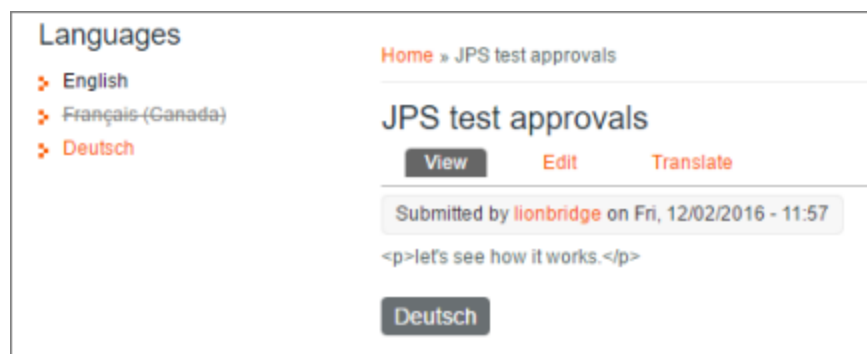 Languages
English
Français (Canada)
Deutsch
Home » JPS test approvals
JPS test approvals
View Edit Translate
Submitted by lionbridge on Fri, 12/02/2016 - 11:57
<p>let's see how it works.</p>
Deutsch